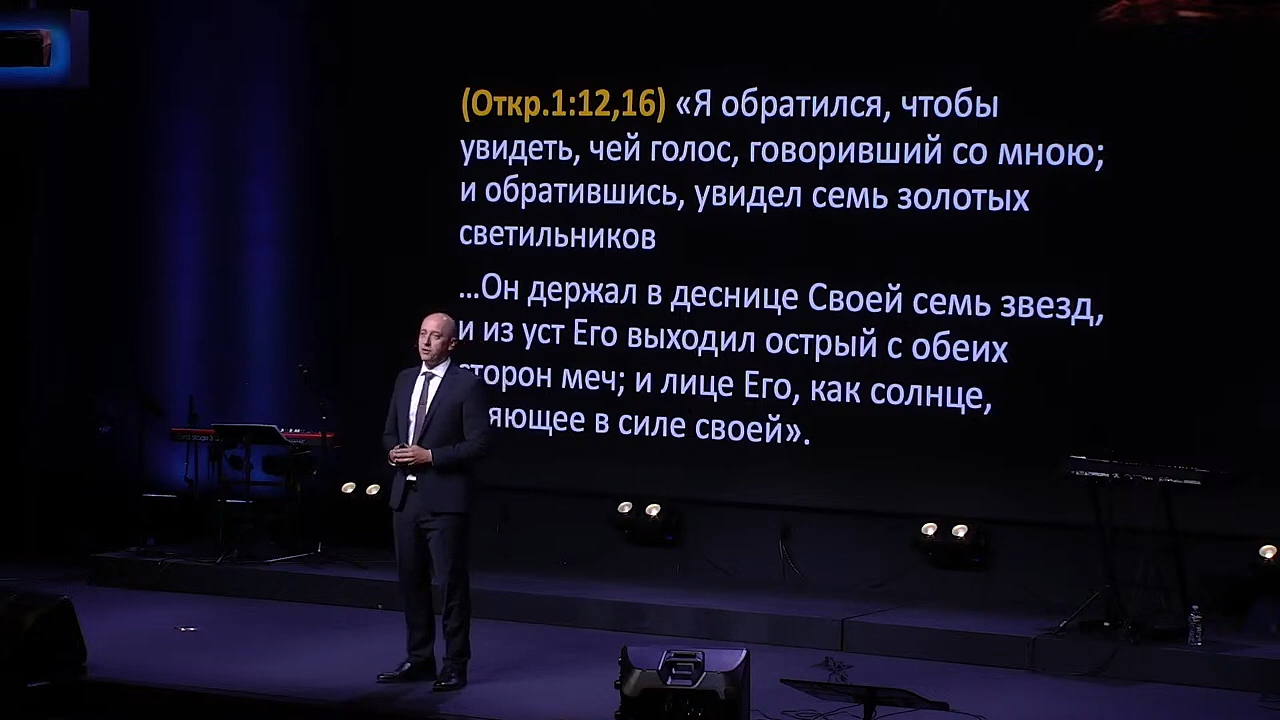 (Откр.1:12,16) «Я обратился, чтобы
увидеть, чей голос, говоривший со мною;
и обратившись, увидел семь золотых
светильников
...Он держал в деснице Своей семь звезд,
и из уст Его выходил острый с обеих
сторон меч; и лице Его, как солнце,
яющее в силе своей».